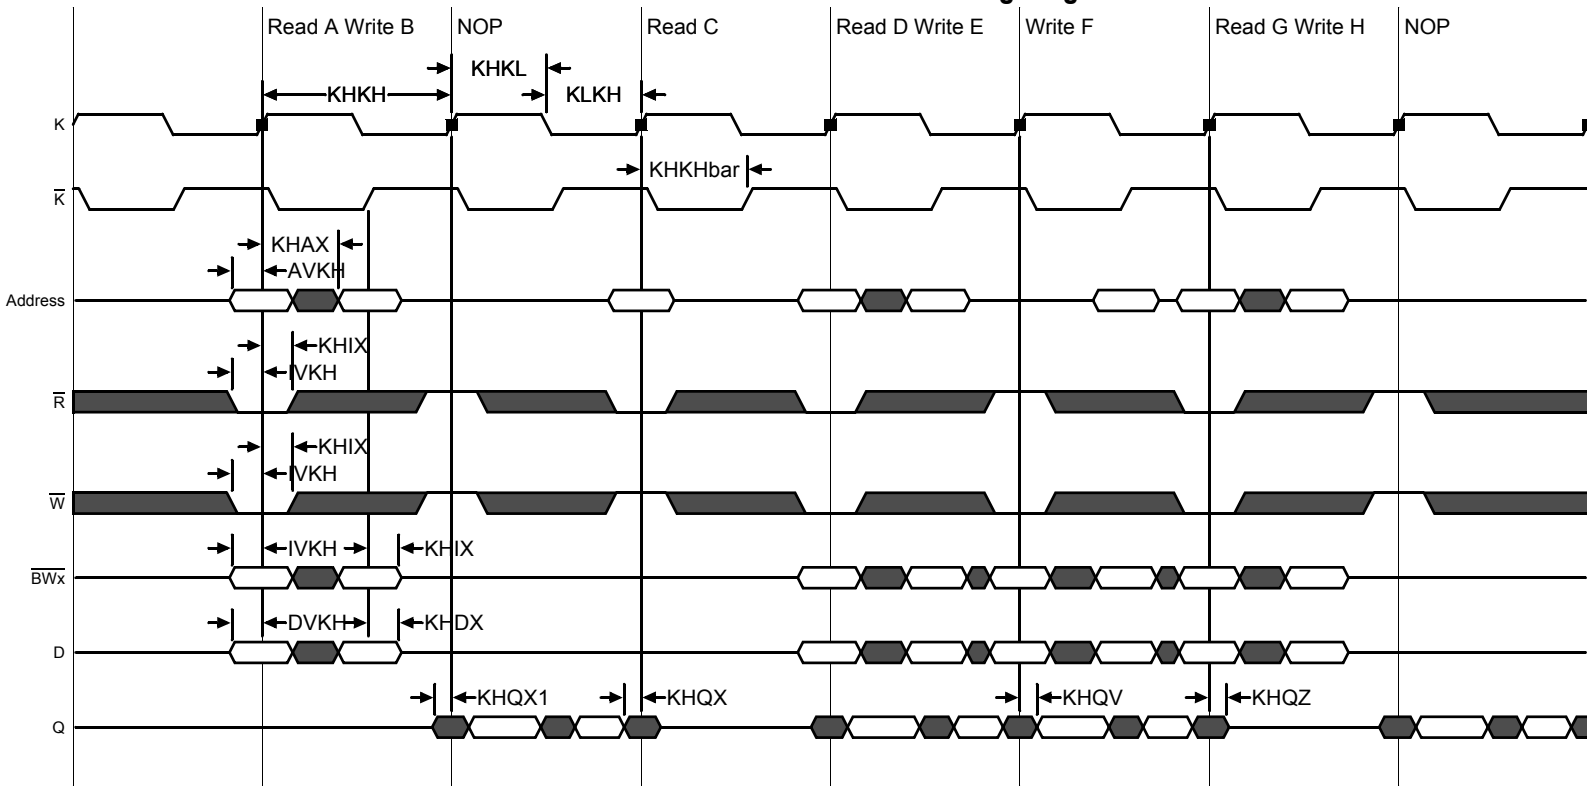 Read A Write B NOP Read C Read D Write E Write F Read G Write H NOP
KHKL
KHKH KLKH
K
KHKHbar
K̅
KHAX
AVKH
Address
KHIX
IVKH
R̅
KHIX
IVKH
W̅
IVKH KHIX
B̅W̅x̅
DVKH KHDX
D
KHQX1 KHQX KHQV KHQZ
Q